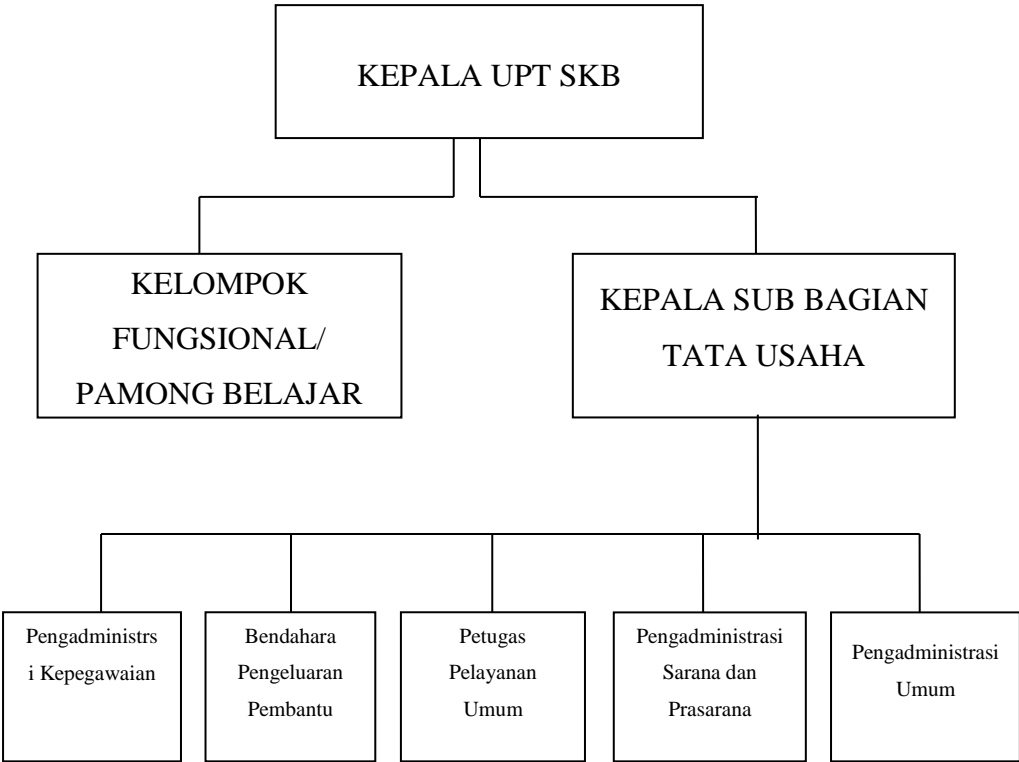 KEPALA UPT SKB
KELOMPOK
FUNGSIONAL/
PAMONG BELAJAR
KEPALA SUB BAGIAN
TATA USAHA
Pengadministrs
i Kepegawaian
Bendahara
Pengeluaran
Pembantu
Petugas
Pelayanan
Umum
Pengadministrasi
Sarana dan
Prasarana
Pengadministrasi
Umum